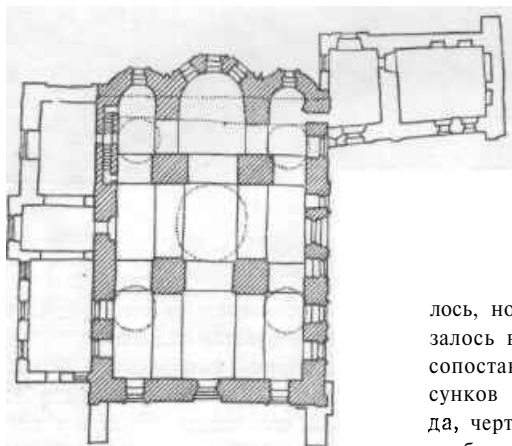 лось, но
залось в
сопостав
сунков
да, черт